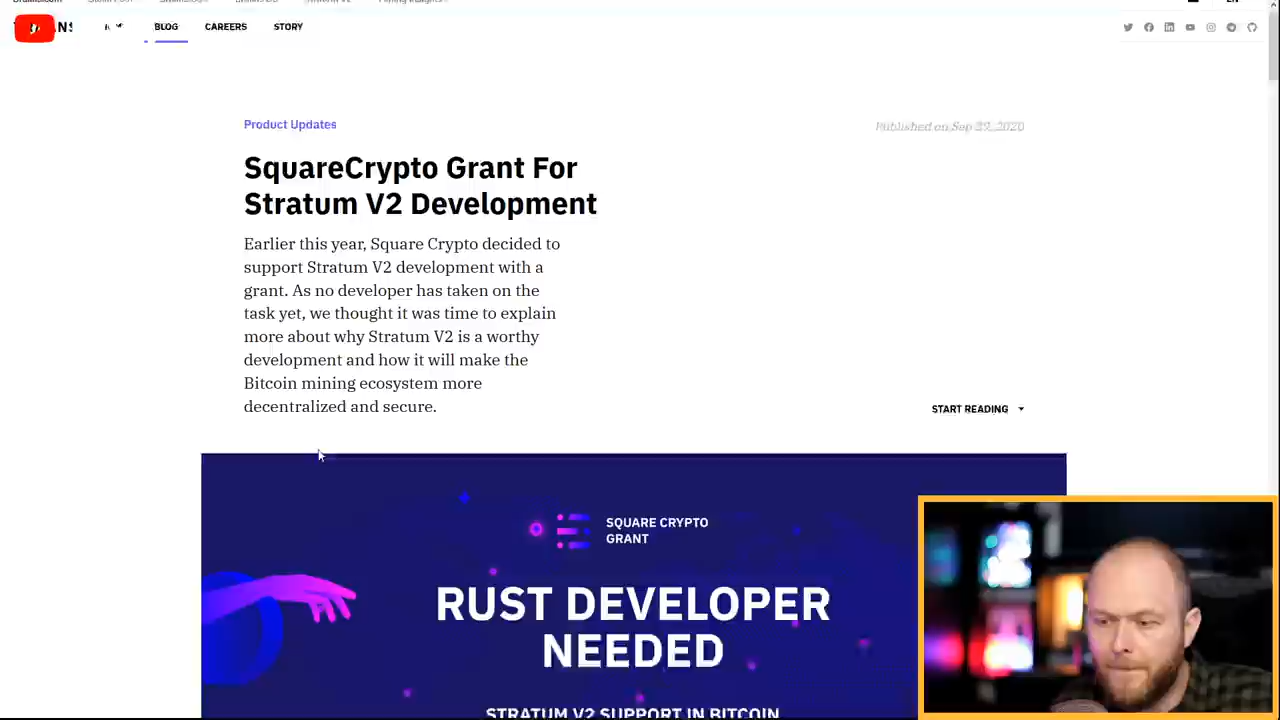 BLOG CAREERS STORY
Product Updates
Published on Sep 29, 2020
SquareCrypto Grant For
Stratum V2 Development
Earlier this year, Square Crypto decided to
support Stratum V2 development with a
grant. As no developer has taken on the
task yet, we thought it was time to explain
more about why Stratum V2 is a worthy
development and how it will make the
Bitcoin mining ecosystem more
decentralized and secure.
START READING
SQUARE CRYPTO
GRANT
RUST DEVELOPER
NEEDED
STRATUM V2 SUPPORT IN BITCOIN